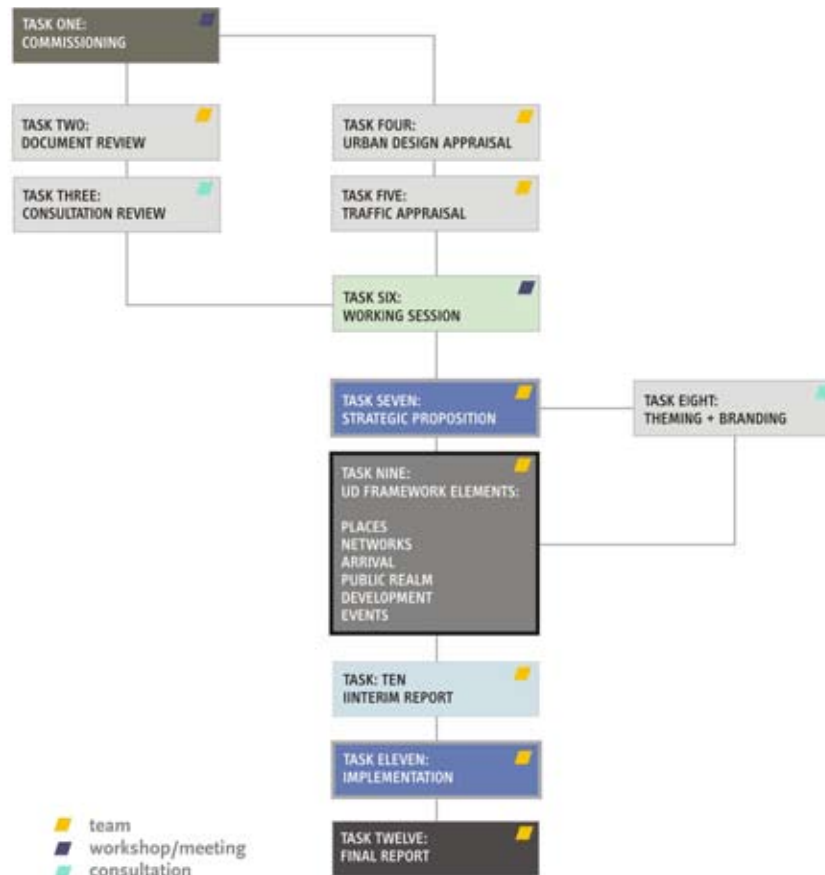 TASK ONE:
COMMISSIONING
TASK TWO:
DOCUMENT REVIEW
TASK THREE:
CONSULTATION REVIEW
TASK FOUR:
URBAN DESIGN APPRAISAL
TASK FIVE:
TRAFFIC APPRAISAL
TASK SIX:
WORKING SESSION
TASK SEVEN:
STRATEGIC PROPOSITION
TASK EIGHT:
THEMING + BRANDING
TASK NINE:
UD FRAMEWORK ELEMENTS:
PLACES
NETWORKS
ARRIVAL
PUBLIC REALM
DEVELOPMENT
EVENTS
TASK: TEN
IINTERIM REPORT
TASK ELEVEN:
IMPLEMENTATION
TASK TWELVE:
FINAL REPORT
team
workshop/meeting
consultation